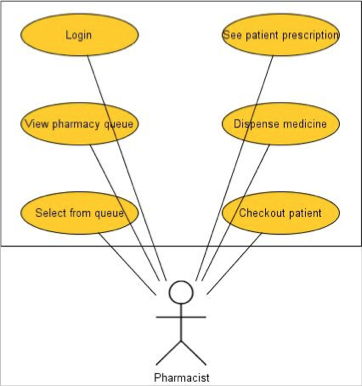 Login
See patient prescription
View pharmacy queue
Dispense medicine
Select from queue
Checkout patient
Pharmacist